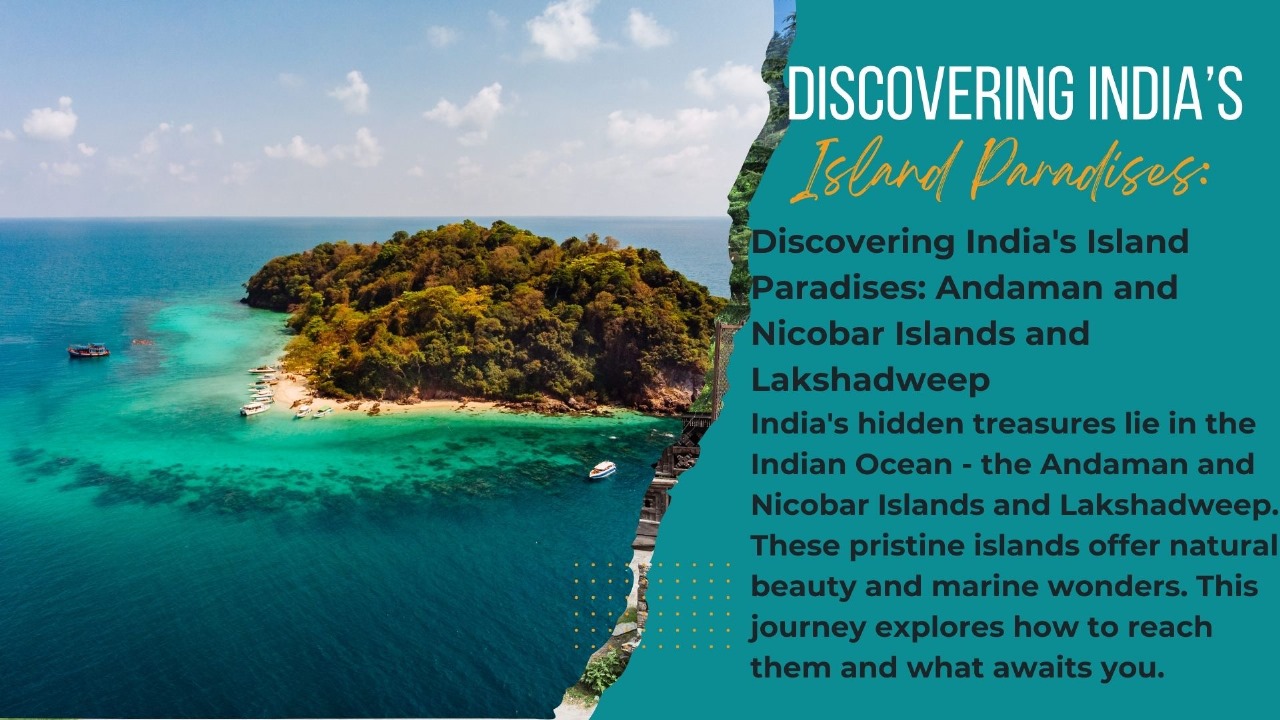 DISCOVERING INDIA'S
Island Paradises:
Discovering India's Island
Paradises: Andaman and
Nicobar Islands and
Lakshadweep
India's hidden treasures lie in the
Indian Ocean - the Andaman and
Nicobar Islands and Lakshadweep.
These pristine islands offer natural
beauty and marine wonders. This
journey explores how to reach
them and what awaits you.